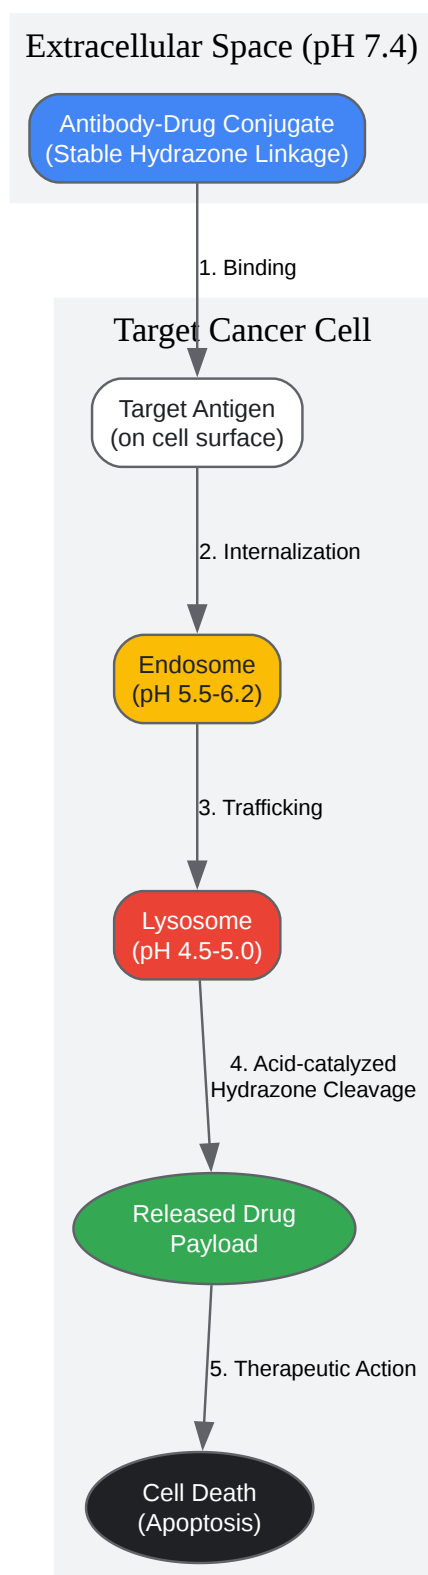 Extracellular Space (pH 7.4)
Antibody-Drug Conjugate
(Stable Hydrazone Linkage)
1. Binding
Target Cancer Cell
Target Antigen
(on cell surface)
2. Internalization
Endosome
(pH 5.5-6.2)
3. Trafficking
Lysosome
(pH 4.5-5.0)
4. Acid-catalyzed
Hydrazone Cleavage
Released Drug
Payload
5. Therapeutic Action
Cell Death
(Apoptosis)